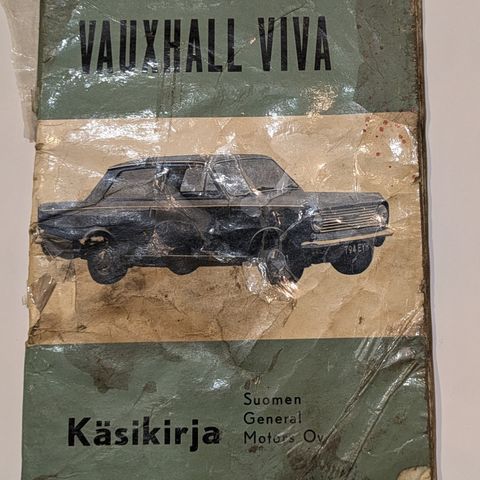 VAUXHALL VIVA
Käsikirja
Suomen
General
Motors Oy